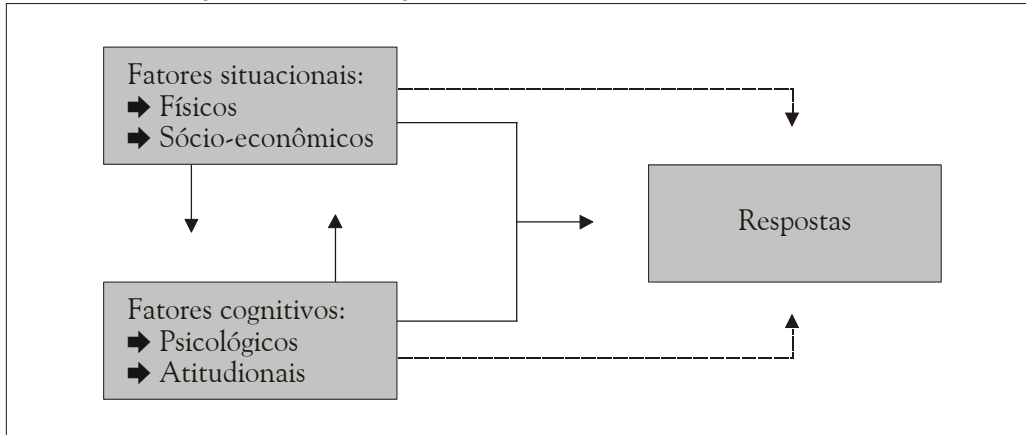 Fatores situacionais:
➡ Físicos
➡ Sócio-econômicos
Respostas
Fatores cognitivos:
➡ Psicológicos
➡ Atitudionais